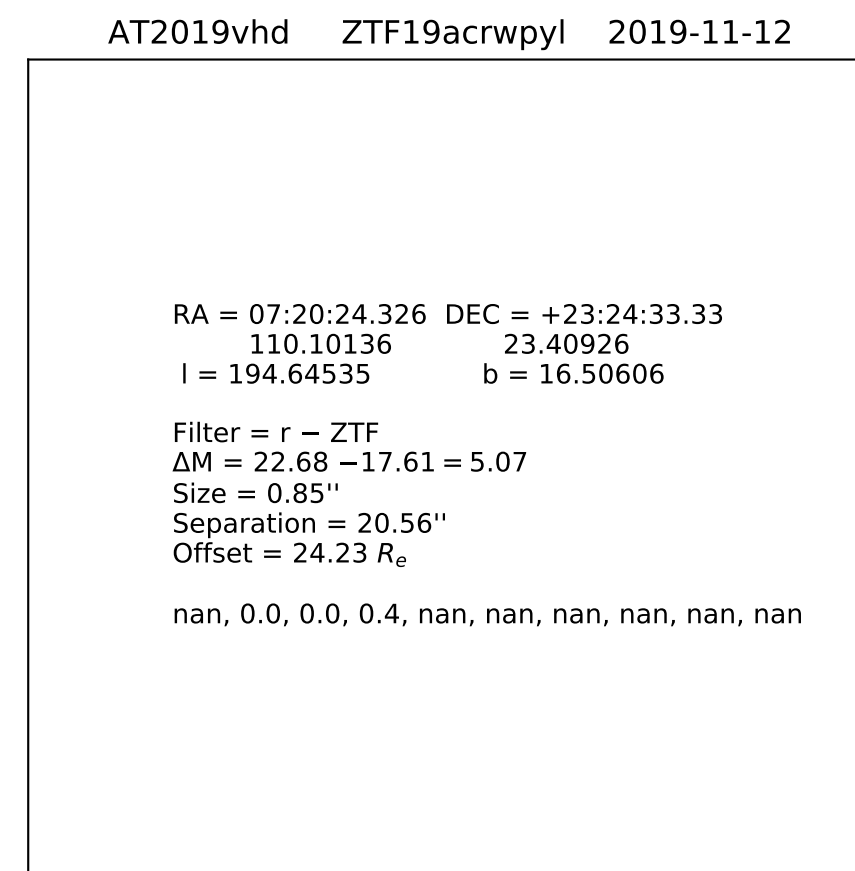 AT2019vhd ZTF19acrwpyl 2019-11-12
RA = 07:20:24.326 DEC = +23:24:33.33
110.10136 23.40926
l = 194.64535 b = 16.50606
Filter = r − ZTF
ΔM = 22.68 −17.61 = 5.07
Size = 0.85''
Separation = 20.56''
Offset = 24.23 Re
nan, 0.0, 0.0, 0.4, nan, nan, nan, nan, nan, nan